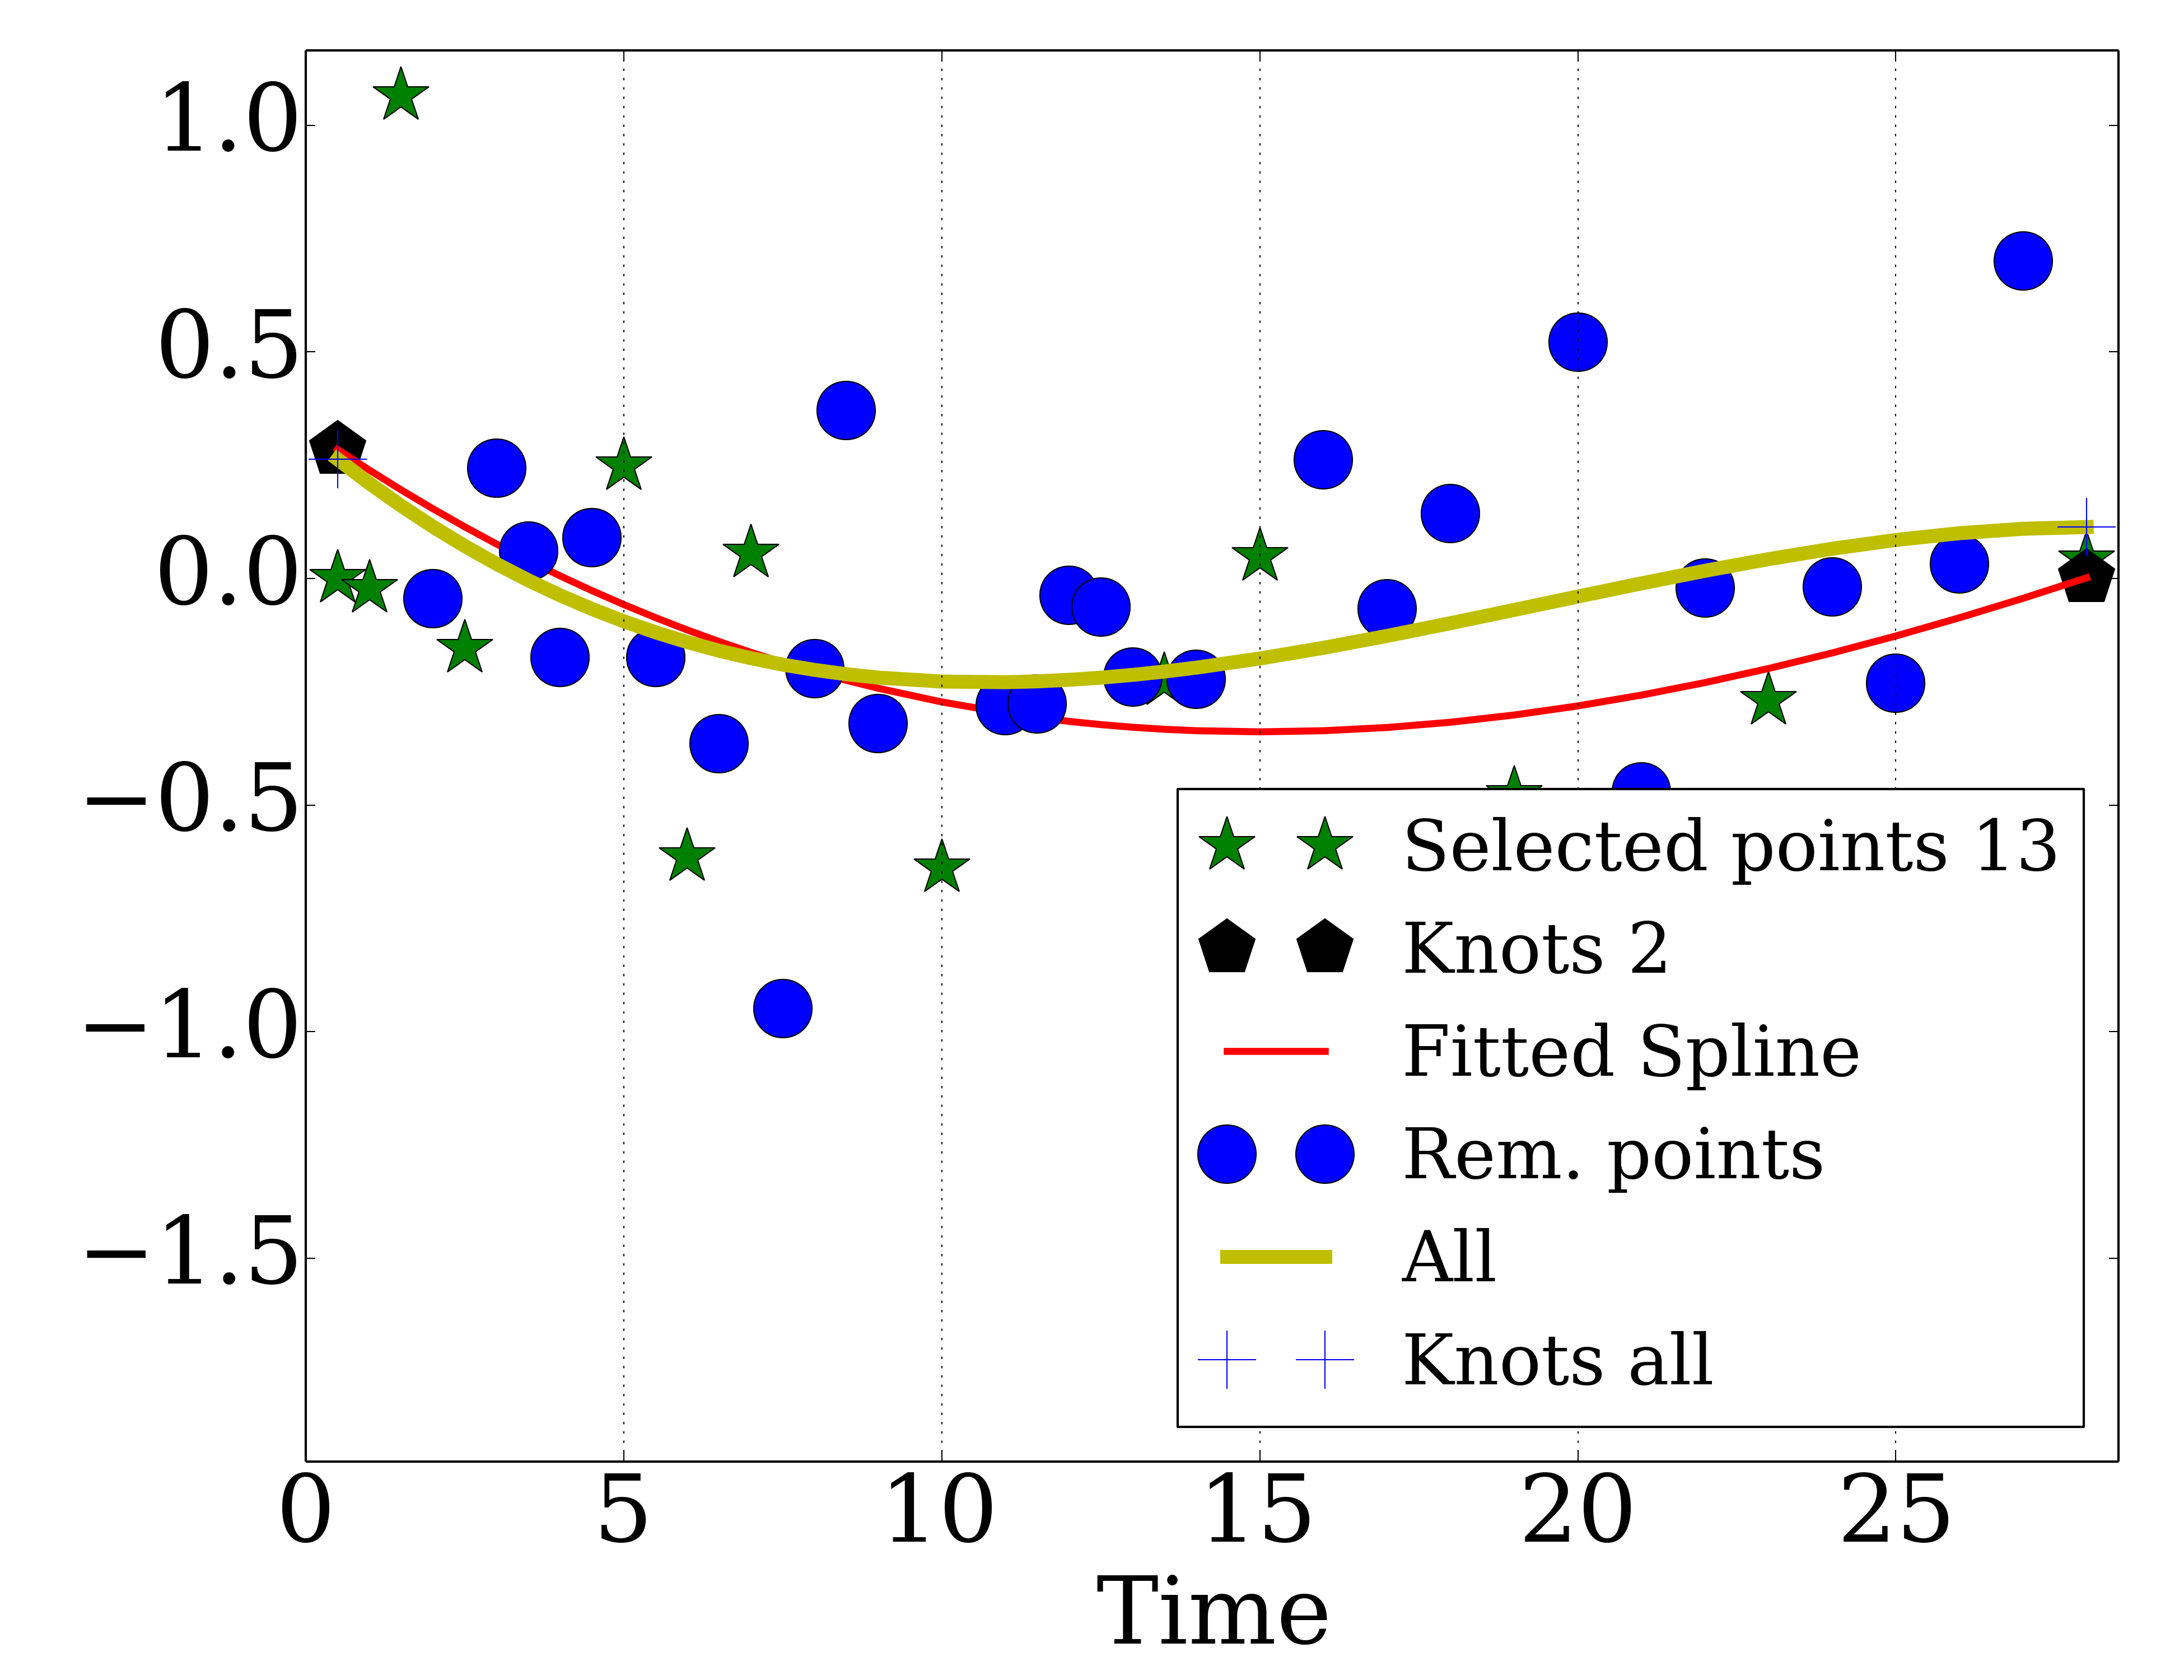 1.0
0.5
0.0
−0.5
−1.0
−1.5
Selected points 13
Knots 2
Fitted Spline
Rem. points
All
Knots all
0 5 10 15 20 25
Time